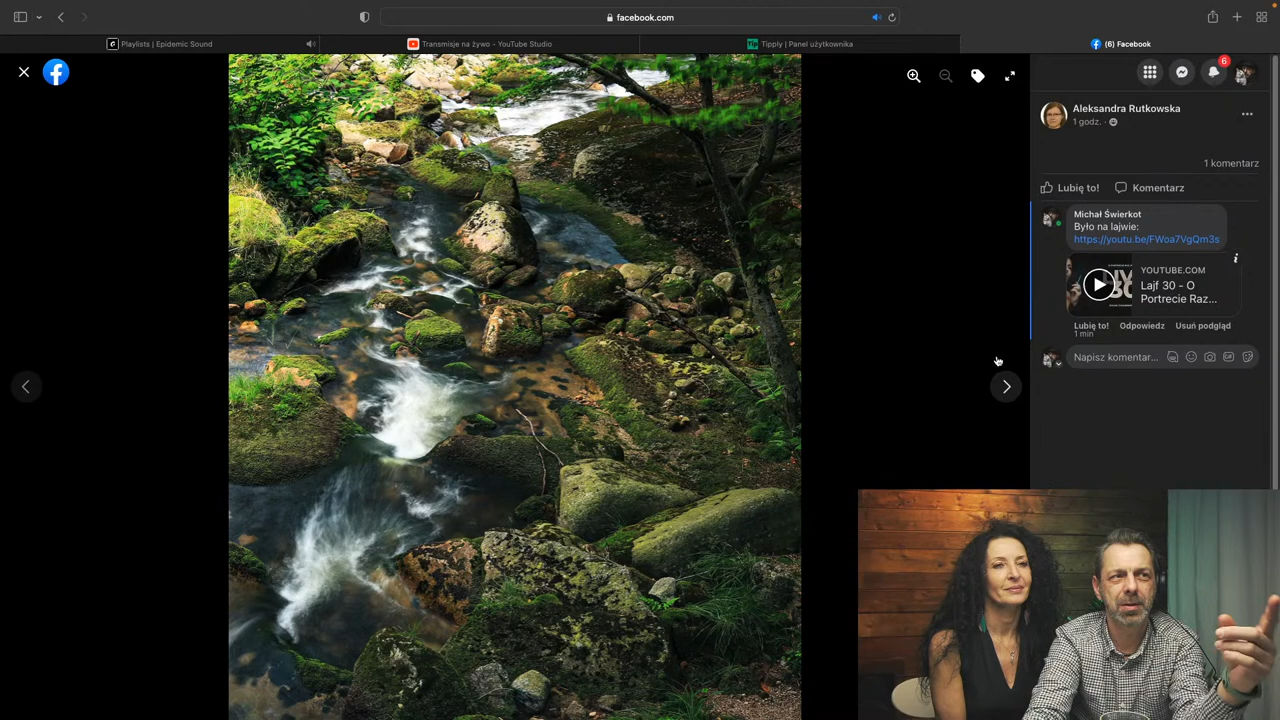 facebook.com
Playlists | Epidemic Sound
Transmisje na żywo - YouTube Studio
Tip
Tipply | Panel użytkownika
(6) Facebook
6
Aleksandra Rutkowska
1 godz.
1 komentarz
Lubię to!
Komentarz
Michał Świerkot
Było na lajwie:
https://youtu.be/FWoa7VgQm3s
YOUTUBE.COM
Lajf 30 - O
Portrecie Raz...
Lubię to! Odpowiedz Usuń podgląd
1 min
Napisz komentar...